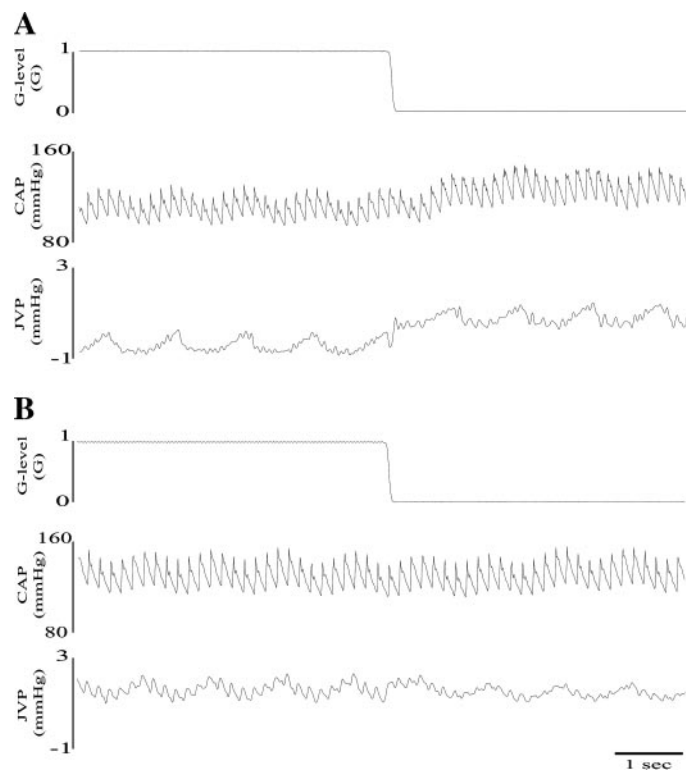 A
G-level
(G)
1
0
CAP
(mmHg)
160
80
JVP
(mmHg)
3
-1
B
G-level
(G)
1
0
CAP
(mmHg)
160
80
JVP
(mmHg)
3
-1
1 sec